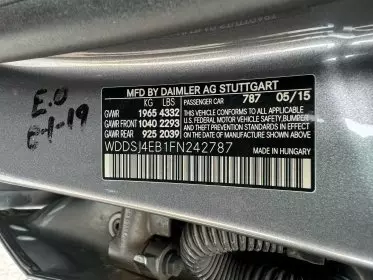 E.O
E-1-19
MFD BY DAIMLER AG STUTTGART
KG LBS PASSENGER CAR 787 05/15
GVWR 1965 4332 THIS VEHICLE CONFORMS TO ALL APPLICABLE
GAWR FRONT 1040 2293 U.S. FEDERAL MOTOR VEHICLE SAFETY, BUMPER
AND THEFT PREVENTION STANDARDS IN EFFECT
GAWR REAR 925 2039 ON THE DATE OF MANUFACTURE SHOWN ABOVE.
WDDSJ4EB1FN242787
MADE IN HUNGARY